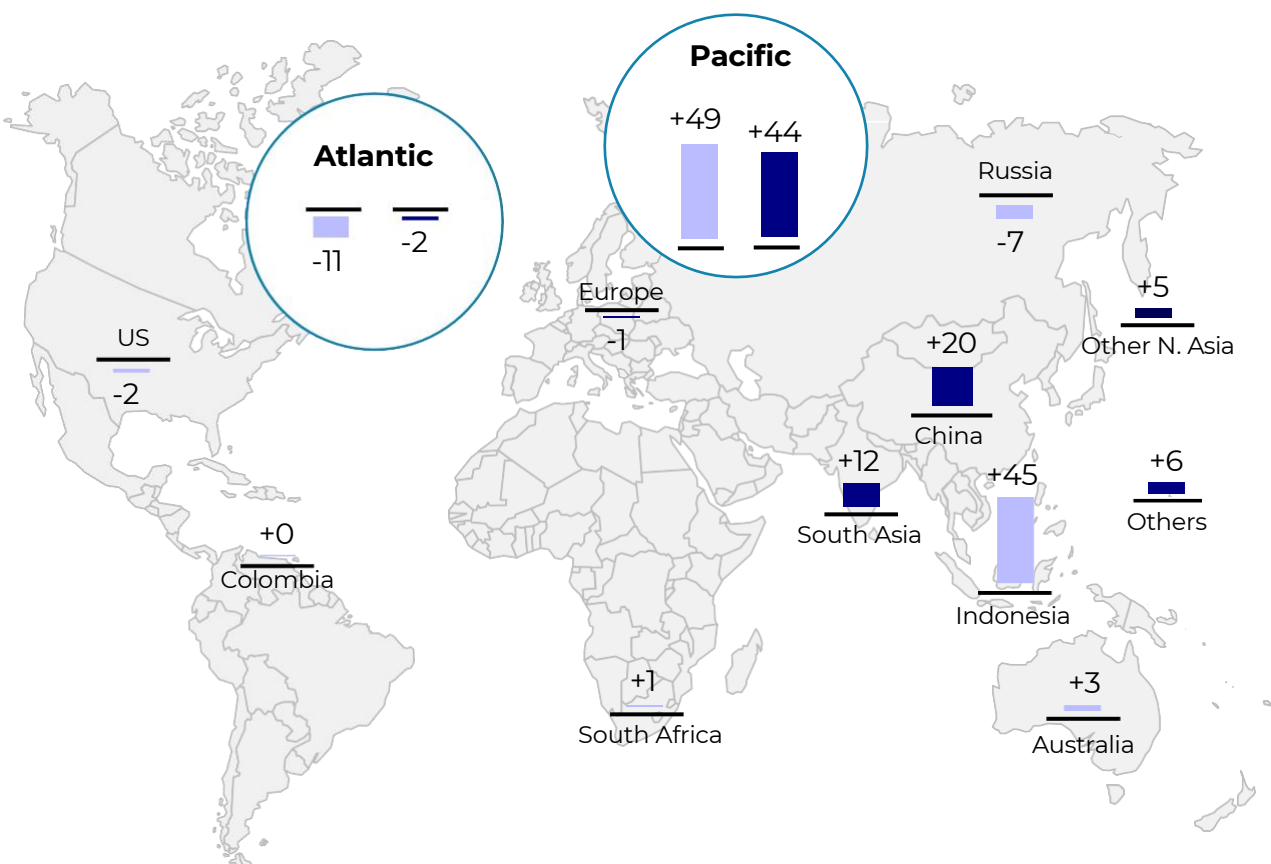 Pacific
+49
+44
Atlantic
-11
-2
Russia
-7
Europe
-1
+5
Other N. Asia
US
-2
+20
China
+12
South Asia
+45
Indonesia
+6
Others
+0
Colombia
+1
South Africa
+3
Australia